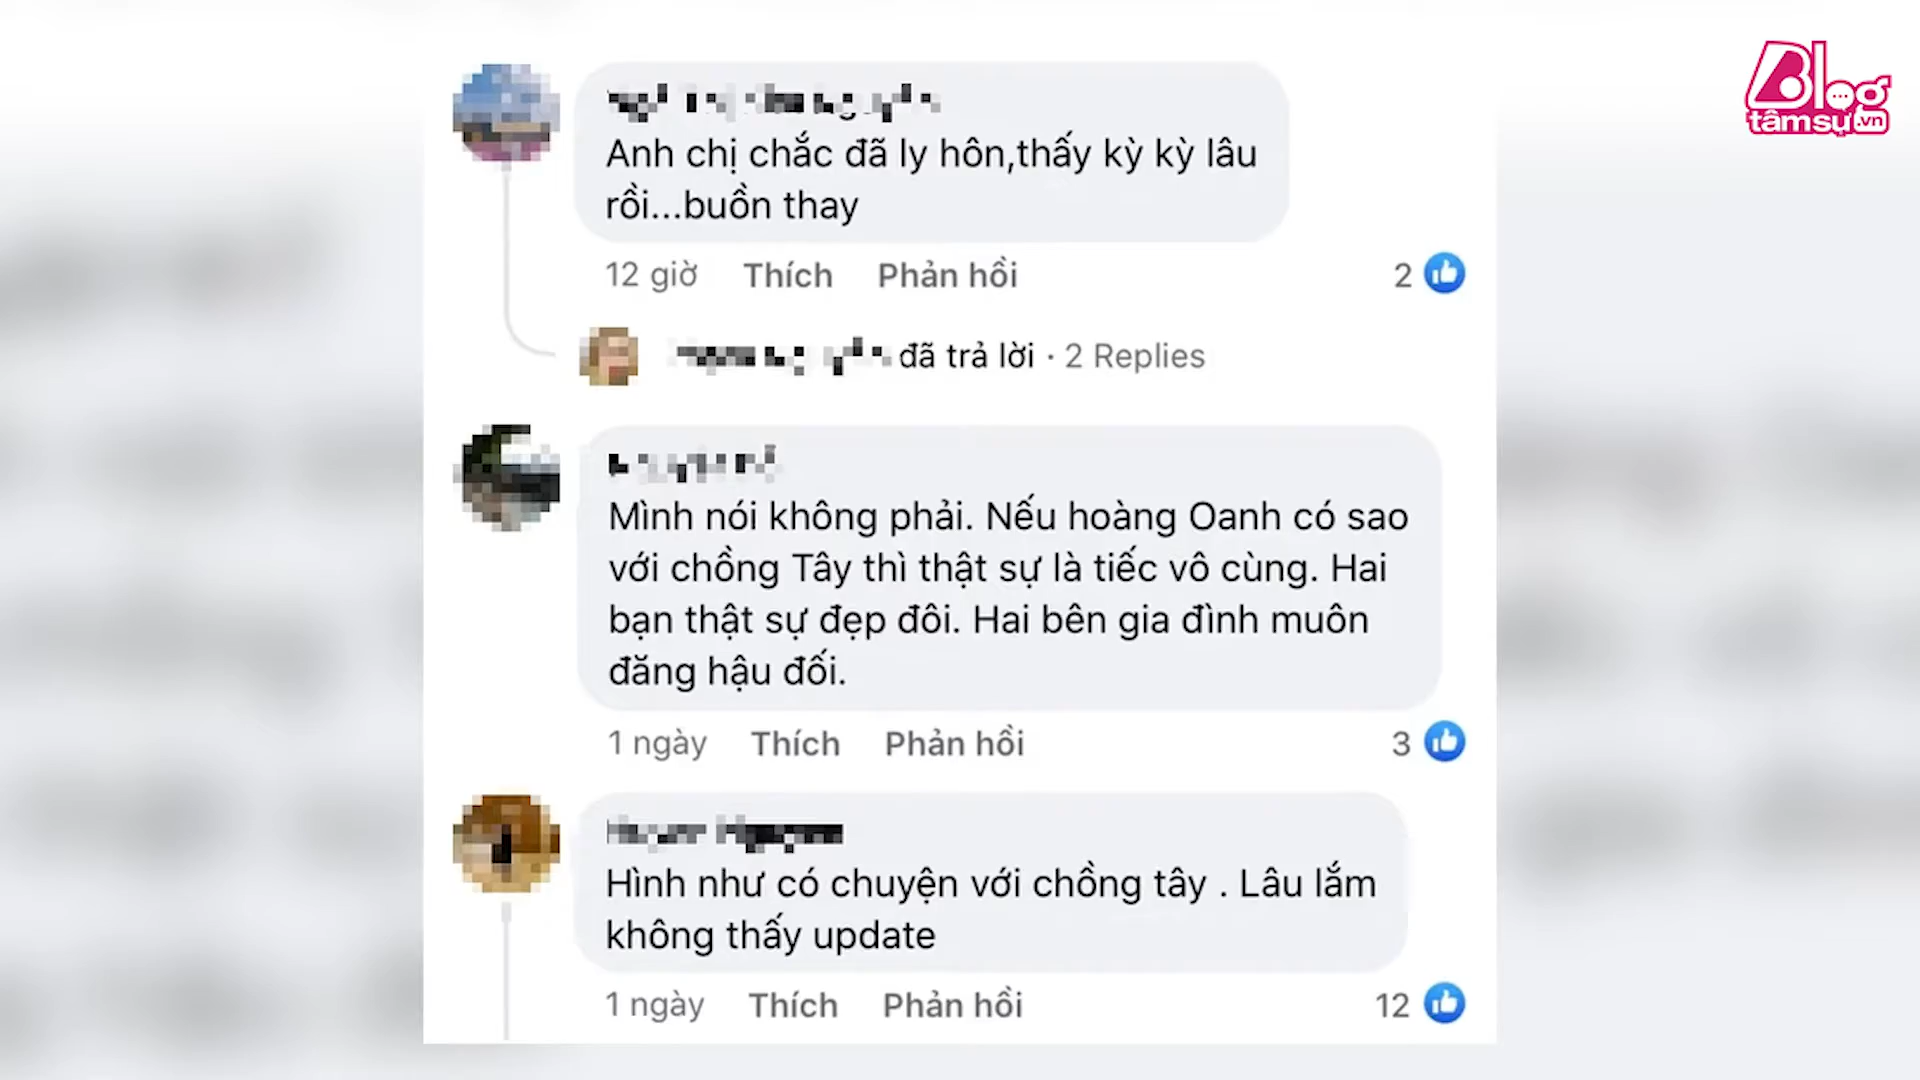 Blog
tâmsự.vn
Anh chị chắc đã ly hôn,thấy kỳ kỳ lâu
rồi...buồn thay
12 giờ Thích Phản hồi 2
đã trả lời · 2 Replies
Mình nói không phải. Nếu hoàng Oanh có sao
với chồng Tây thì thật sự là tiếc vô cùng. Hai
bạn thật sự đẹp đôi. Hai bên gia đình muôn
đăng hậu đối.
1 ngày Thích Phản hồi 3
Hình như có chuyện với chồng tây . Lâu lắm
không thấy update
1 ngày Thích Phản hồi 12